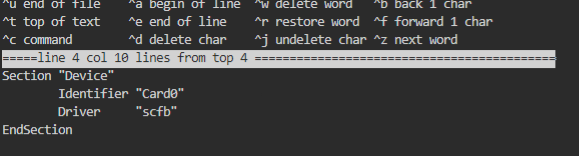 ^u end of file ^a begin of line ^w delete word ^b back 1 char
^t top of text ^e end of line ^r restore word ^f forward 1 char
^c command ^d delete char ^j undelete char ^z next word
=====line 4 col 10 lines from top 4 ============================================
Section "Device"
Identifier "Card0"
Driver "scfb"
EndSection